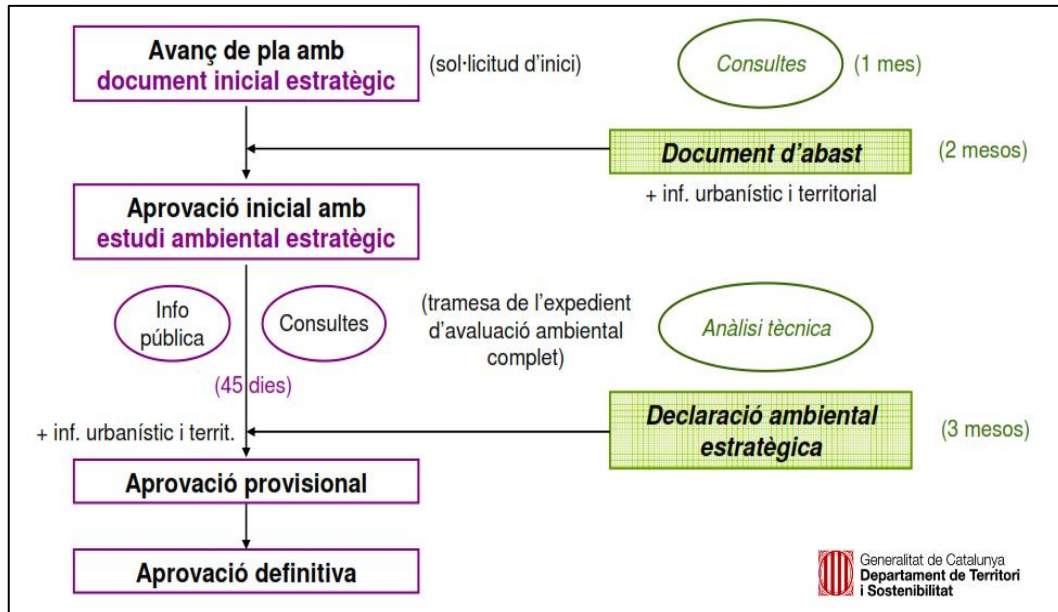 Avanç de pla amb
document inicial estratègic
(sol·licitud d'inici)
Consultes
(1 mes)
Document d'abast
(2 mesos)
+ inf. urbanístic i territorial
Aprovació inicial amb
estudi ambiental estratègic
Info
pública
Consultes
(45 dies)
(tramesa de l'expedient
d'avaluació ambiental
complet)
Anàlisi tècnica
Declaració ambiental
estratègica
(3 mesos)
+ inf. urbanístic i territ.
Aprovació provisional
Aprovació definitiva
Generalitat de Catalunya
Departament de Territori
i Sostenibilitat